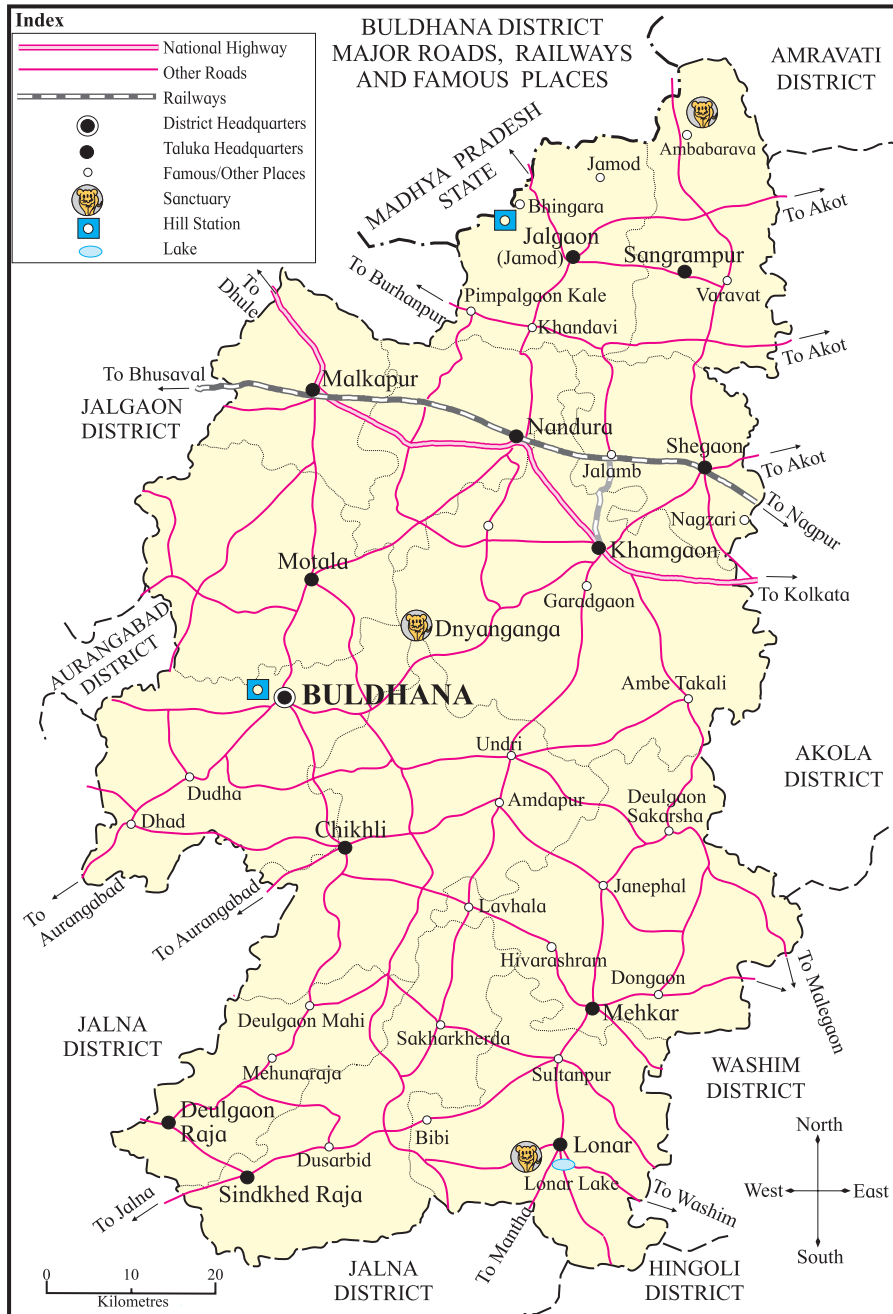 Index
National Highway
Other Roads
Railways
District Headquarters
Taluka Headquarters
Famous/Other Places
Sanctuary
Hill Station
Lake
BULDHANA DISTRICT
MAJOR ROADS, RAILWAYS
AND FAMOUS PLACES
AMRAVATI
DISTRICT
MADHYA PRADESH
STATE
Ambabarava
Jamod
Bhingara
To Akot
Jalgaon
(Jamod)
Sangrampur
Varavat
To
Dhule
To Burhanpur
Pimpalgaon Kale
Khandavi
To Akot
To Bhusaval
Malkapur
JALGAON
DISTRICT
Nandura
Jalamb
Shegaon
To Akot
To Nagpur
Nagzari
Khamgaon
Motala
Garadgaon
To Kolkata
AURANGABAD
DISTRICT
Dnyanganga
BULDHANA
Ambe Takali
Undri
AKOLA
DISTRICT
Dudha
Amdapur
Deulgaon
Sakarsha
Dhad
Chikhli
To
Aurangabad
To Aurangabad
Janephal
Lavhala
Hivarashram
Dongaon
To Malegaon
Deulgaon Mahi
Sakharkherda
Mehkar
JALNA
DISTRICT
Mehunaraja
Sultanpur
WASHIM
DISTRICT
Deulgaon
Raja
Bibi
Dusarbid
Lonar
Lonar Lake
Sindkhed Raja
To Jalna
To Mantha
To Washim
North
West
East
South
JALNA
DISTRICT
HINGOLI
DISTRICT
0 10 20
Kilometres